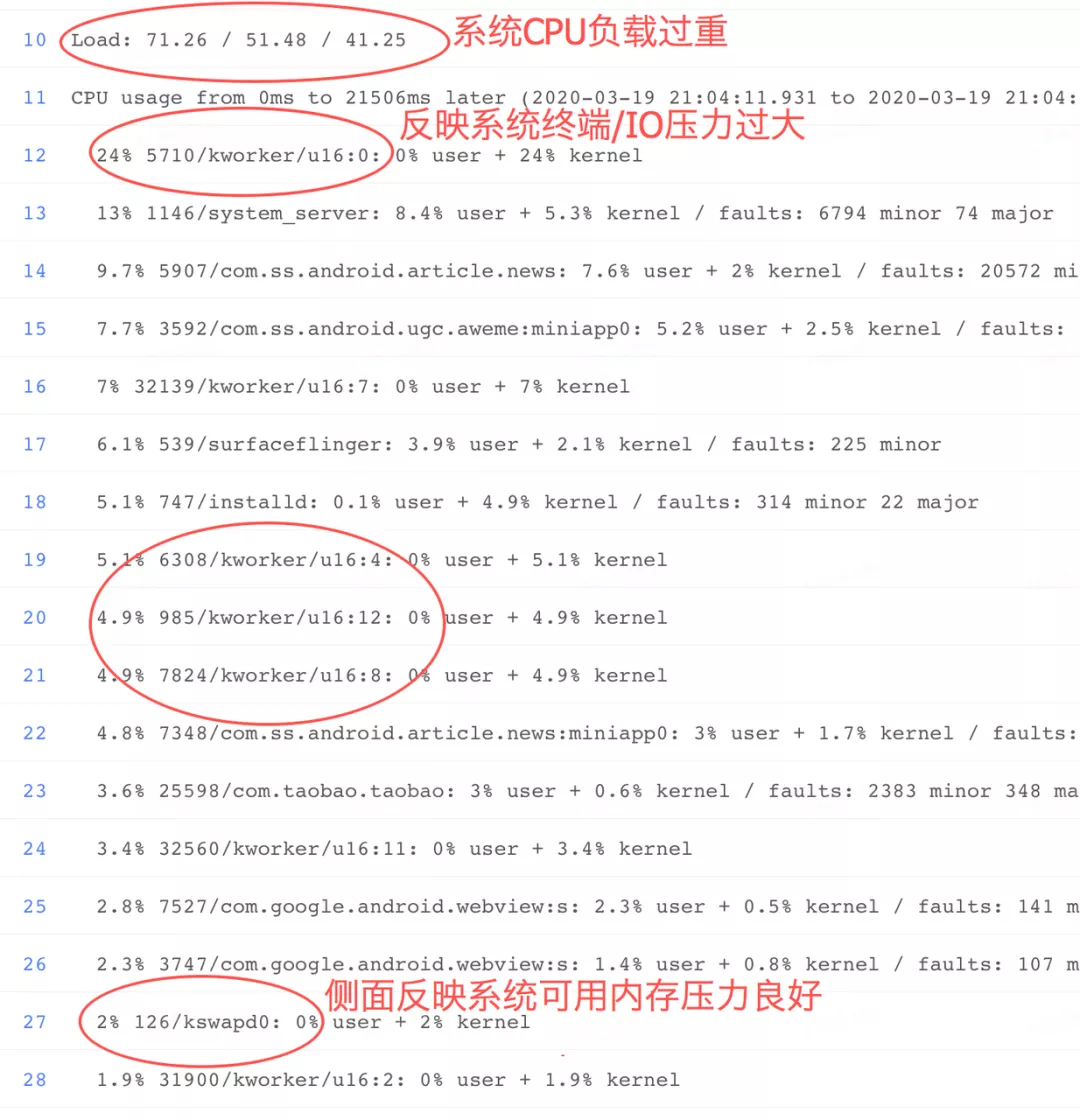 10 Load: 71.26 / 51.48 / 41.25 系统CPU负载过重
11 CPU usage from 0ms to 21506ms later (2020-03-19 21:04:11.931 to 2020-03-19 21:04:
反映系统终端/IO压力过大
12 24% 5710/kworker/u16:0: 0% user + 24% kernel
13 13% 1146/system_server: 8.4% user + 5.3% kernel / faults: 6794 minor 74 major
14 9.7% 5907/com.ss.android.article.news: 7.6% user + 2% kernel / faults: 20572 mi
15 7.7% 3592/com.ss.android.ugc.aweme:miniapp0: 5.2% user + 2.5% kernel / faults:
16 7% 32139/kworker/u16:7: 0% user + 7% kernel
17 6.1% 539/surfaceflinger: 3.9% user + 2.1% kernel / faults: 225 minor
18 5.1% 747/installd: 0.1% user + 4.9% kernel / faults: 314 minor 22 major
19 5.1% 6308/kworker/u16:4: 0% user + 5.1% kernel
20 4.9% 985/kworker/u16:12: 0% user + 4.9% kernel
21 4.9% 7824/kworker/u16:8: 0% user + 4.9% kernel
22 4.8% 7348/com.ss.android.article.news:miniapp0: 3% user + 1.7% kernel / faults:
23 3.6% 25598/com.taobao.taobao: 3% user + 0.6% kernel / faults: 2383 minor 348 ma
24 3.4% 32560/kworker/u16:11: 0% user + 3.4% kernel
25 2.8% 7527/com.google.android.webview:s: 2.3% user + 0.5% kernel / faults: 141 m
26 2.3% 3747/com.google.android.webview:s: 1.4% user + 0.8% kernel / faults: 107 m
侧面反映系统可用内存压力良好
27 2% 126/kswapd0: 0% user + 2% kernel
28 1.9% 31900/kworker/u16:2: 0% user + 1.9% kernel